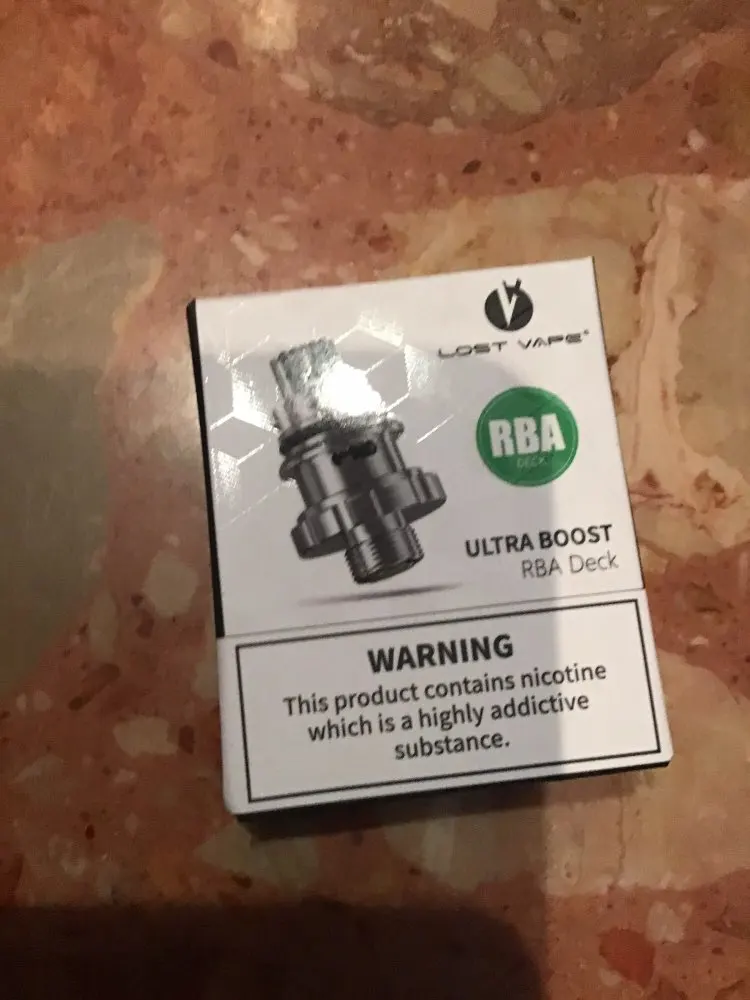 LOST VAPE®
RBA
DECK
ULTRA BOOST
RBA Deck
WARNING
This product contains nicotine
which is a highly addictive
substance.